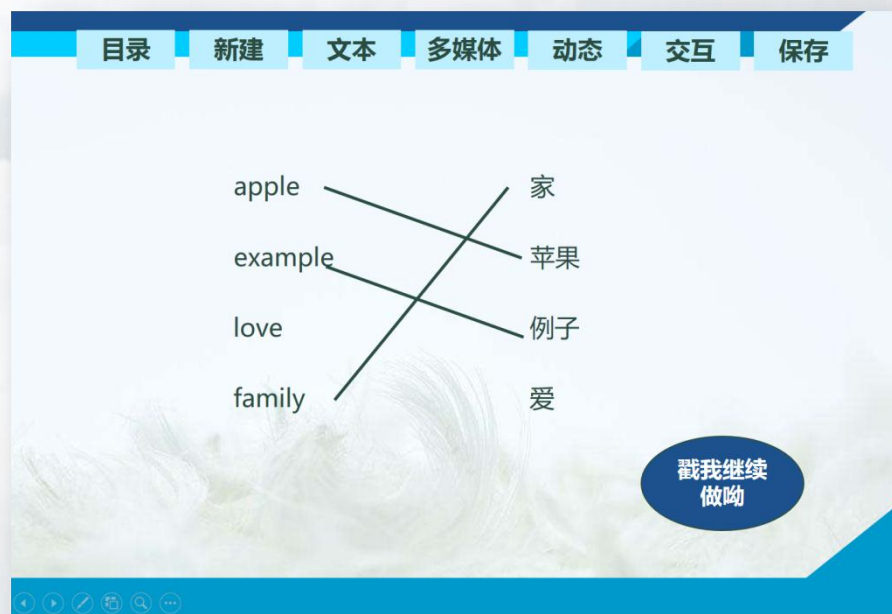 目录 新建 文本 多媒体 动态 交互 保存
apple 家
example 苹果
love 例子
family 爱
戳我继续
做呦